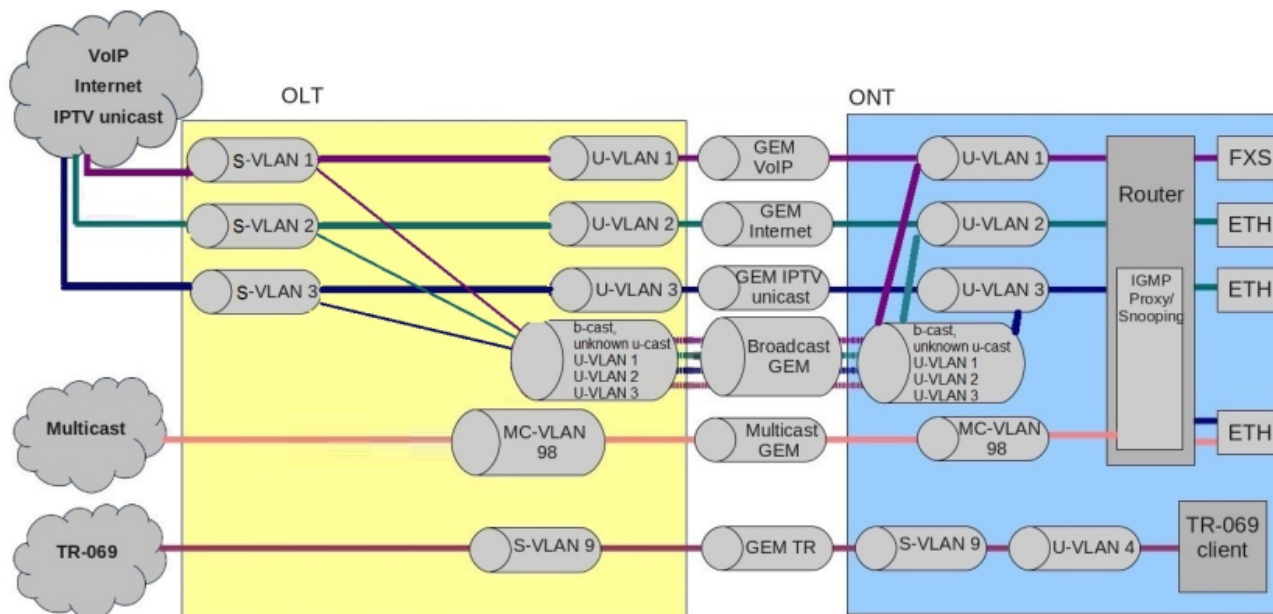 VoIP
Internet
IPTV unicast
OLT
ONT
S-VLAN 1
U-VLAN 1
GEM
VoIP
U-VLAN 1
FXS
Router
S-VLAN 2
U-VLAN 2
GEM
Internet
U-VLAN 2
ETH
S-VLAN 3
U-VLAN 3
GEM IPTV
unicast
U-VLAN 3
IGMP
Proxy/
Snooping
ETH
b-cast,
unknown u-cast
U-VLAN 1
U-VLAN 2
U-VLAN 3
Broadcast
GEM
b-cast,
unknown u-cast
U-VLAN 1
U-VLAN 2
U-VLAN 3
Multicast
MC-VLAN
98
Multicast
GEM
MC-VLAN
98
ETH
TR-069
S-VLAN 9
GEM TR
S-VLAN 9
U-VLAN 4
TR-069
client